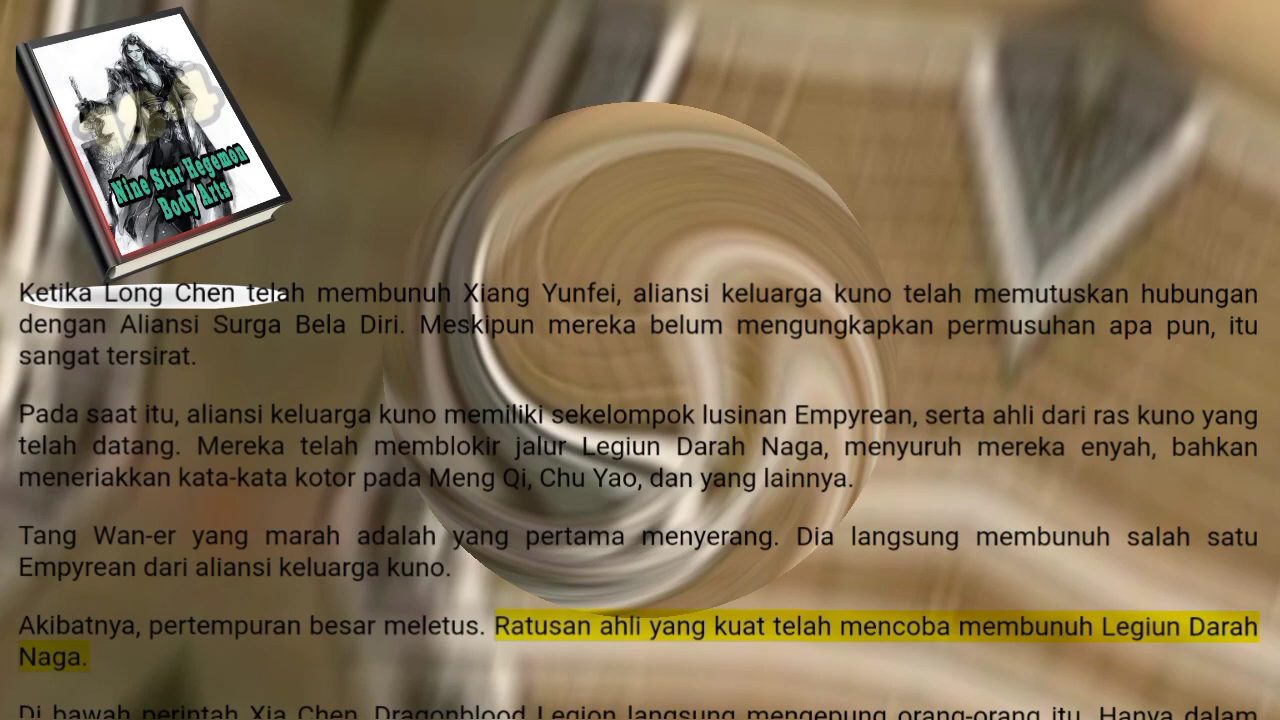 Nine Star Hegemon
Body Arts
Ketika Long Chen telah membunuh Xiang Yunfei, aliansi keluarga kuno telah memutuskan hubungan
dengan Aliansi Surga Bela Diri. Meskipun mereka belum mengungkapkan permusuhan apa pun, itu
sangat tersirat.
Pada saat itu, aliansi keluarga kuno memiliki sekelompok lusinan Empyrean, serta ahli dari ras kuno yang
telah datang. Mereka telah memblokir jalur Legiun Darah Naga, menyuruh mereka enyah, bahkan
meneriakkan kata-kata kotor pada Meng Qi, Chu Yao, dan yang lainnya.
Tang Wan-er yang marah adalah yang pertama menyerang. Dia langsung membunuh salah satu
Empyrean dari aliansi keluarga kuno.
Akibatnya, pertempuran besar meletus. Ratusan ahli yang kuat telah mencoba membunuh Legiun Darah
Naga.
Di bawah perintah Xia Chen, Dragonblood Legion langsung mengepung orang-orang itu. Hanya dalam